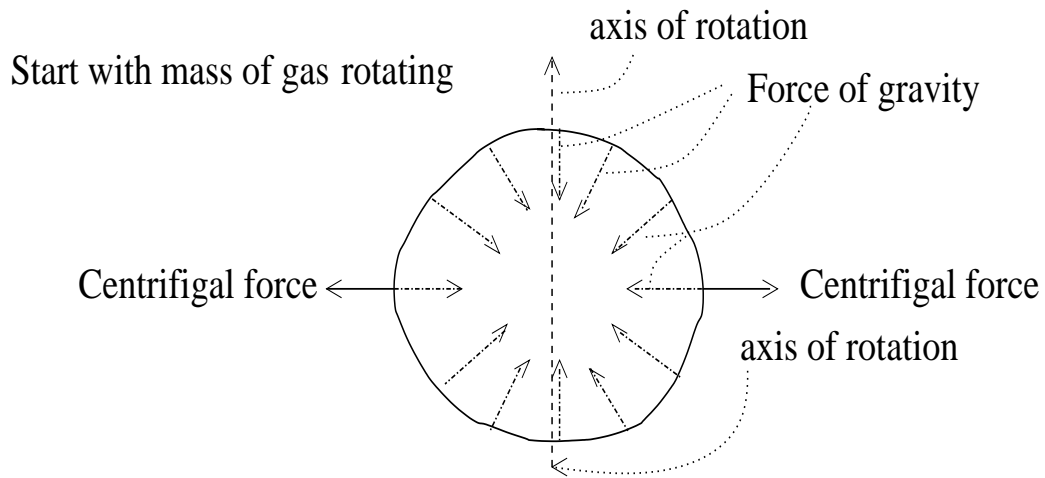 axis of rotation
Start with mass of gas rotating
Force of gravity
Centrifigal force
Centrifigal force
axis of rotation